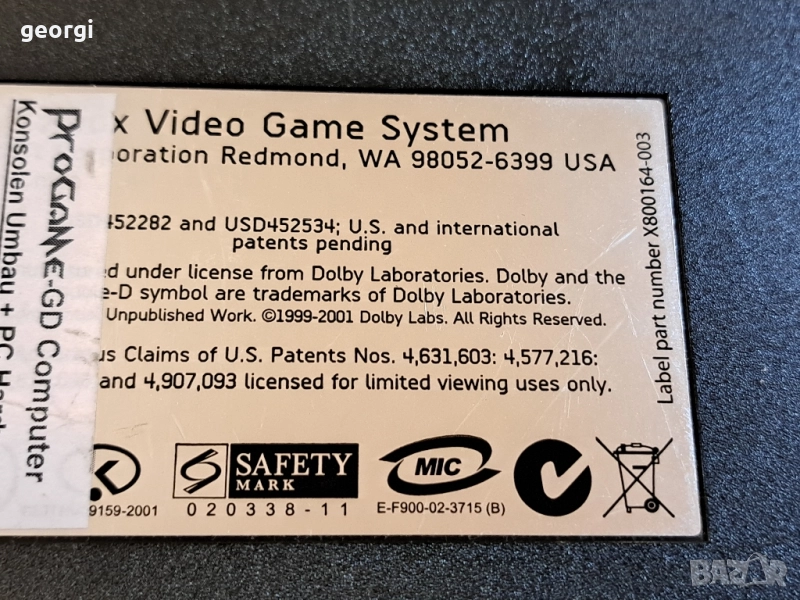 georgi
x Video Game System
oration Redmond, WA 98052-6399 USA
452282 and USD452534; U.S. and international
patents pending
d under license from Dolby Laboratories. Dolby and the
e-D symbol are trademarks of Dolby Laboratories.
Unpublished Work. ©1999-2001 Dolby Labs. All Rights Reserved.
us Claims of U.S. Patents Nos. 4,631,603: 4,577,216:
and 4,907,093 licensed for limited viewing uses only.
9159-2001
SAFETY
MARK
020338-11
MIC
E-F900-02-3715 (B)
Label part number X800164-003
ProGaMe-GD Computer
Konsolen Umbau + PC Hard
BAZAR